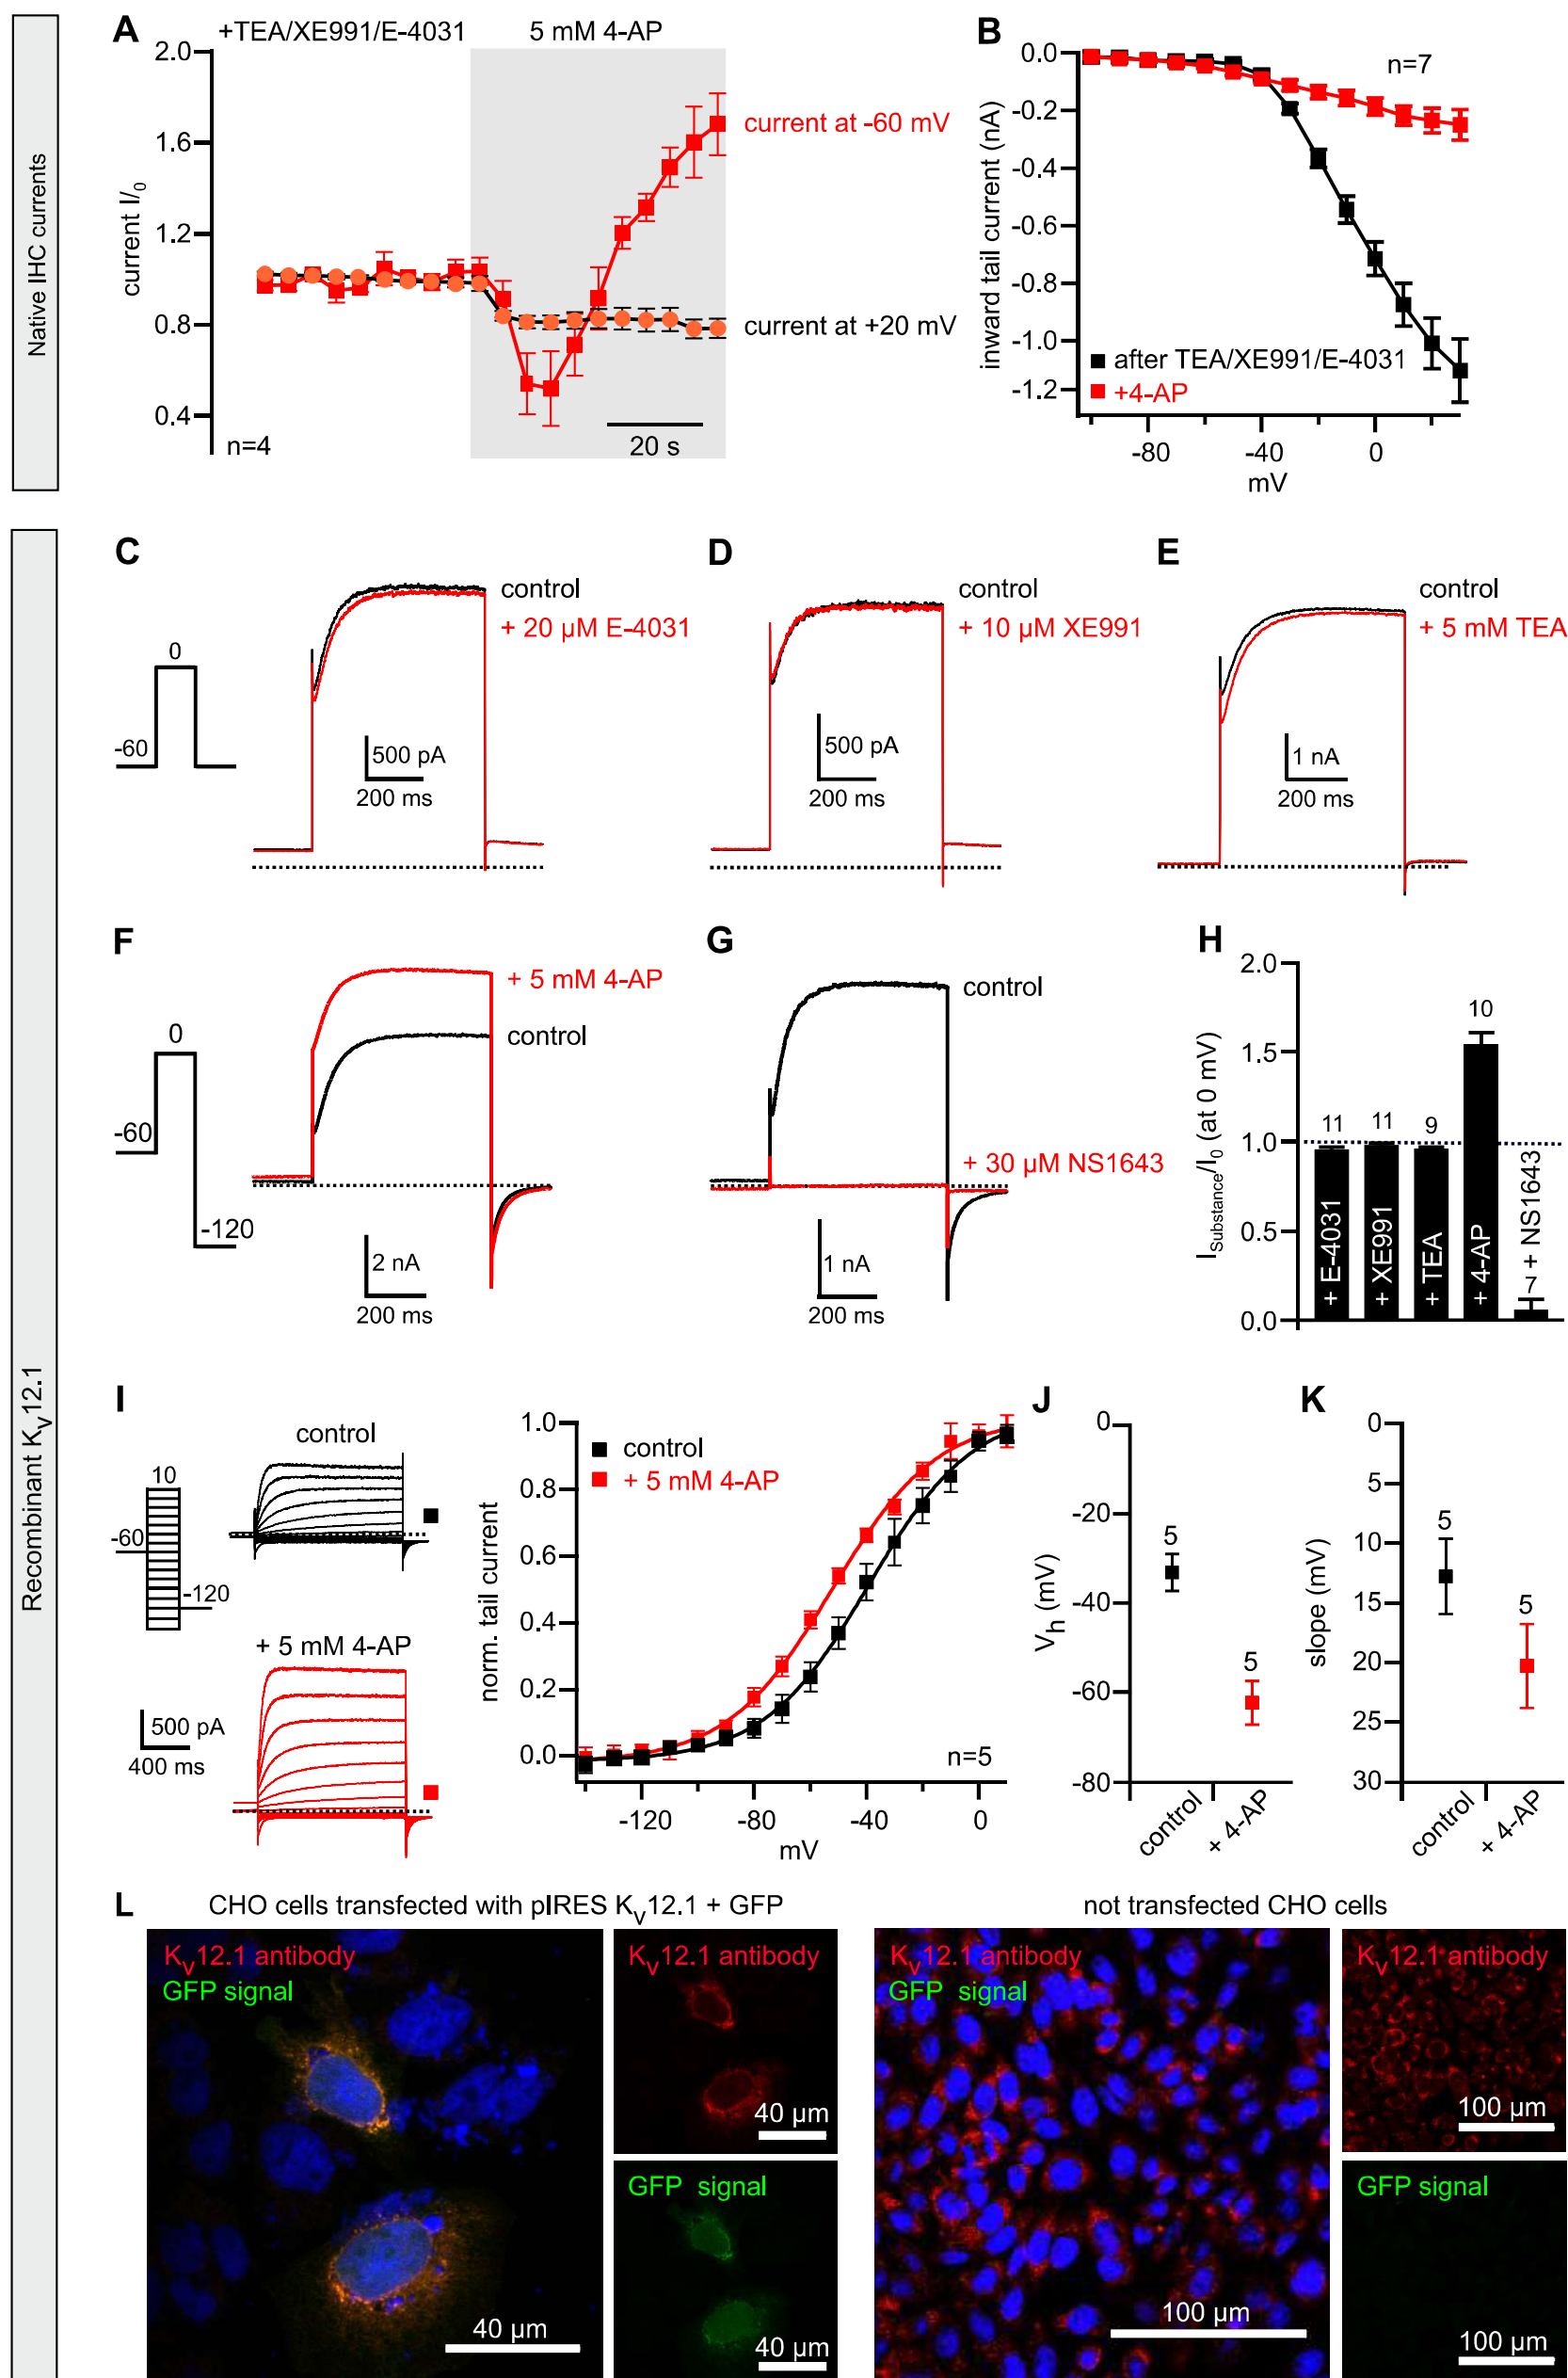 Native IHC currents
A
+TEA/XE991/E-4031
5 mM 4-AP
2.0
1.6
1.2
0.8
0.4
current I/0
current at -60 mV
current at +20 mV
n=4
20 s
B
0.0
-0.2
-0.4
-0.6
-0.8
-1.0
-1.2
inward tail current (nA)
n=7
after TEA/XE991/E-4031
+4-AP
-80
-40
0
mV
Recombinant Kv12.1
C
0
-60
control
+ 20 µM E-4031
500 pA
200 ms
D
control
+ 10 µM XE991
500 pA
200 ms
E
control
+ 5 mM TEA
1 nA
200 ms
F
0
-60
-120
+ 5 mM 4-AP
control
2 nA
200 ms
G
control
+ 30 µM NS1643
1 nA
200 ms
H
2.0
1.5
1.0
0.5
0.0
ISubstance/I0 (at 0 mV)
11
11
9
10
7
+ E-4031
+ XE991
+ TEA
+ 4-AP
+ NS1643
I
control
10
-60
-120
+ 5 mM 4-AP
500 pA
400 ms
1.0
0.8
0.6
0.4
0.2
0.0
norm. tail current
control
+ 5 mM 4-AP
n=5
-120
-80
-40
0
mV
J
0
-20
-40
-60
-80
Vh (mV)
5
5
control
+ 4-AP
K
0
5
10
15
20
25
30
slope (mV)
5
5
control
+ 4-AP
L
CHO cells transfected with pIRES Kv12.1 + GFP
not transfected CHO cells
Kv12.1 antibody
GFP signal
40 µm
Kv12.1 antibody
40 µm
GFP signal
40 µm
Kv12.1 antibody
GFP signal
100 µm
Kv12.1 antibody
100 µm
GFP signal
100 µm